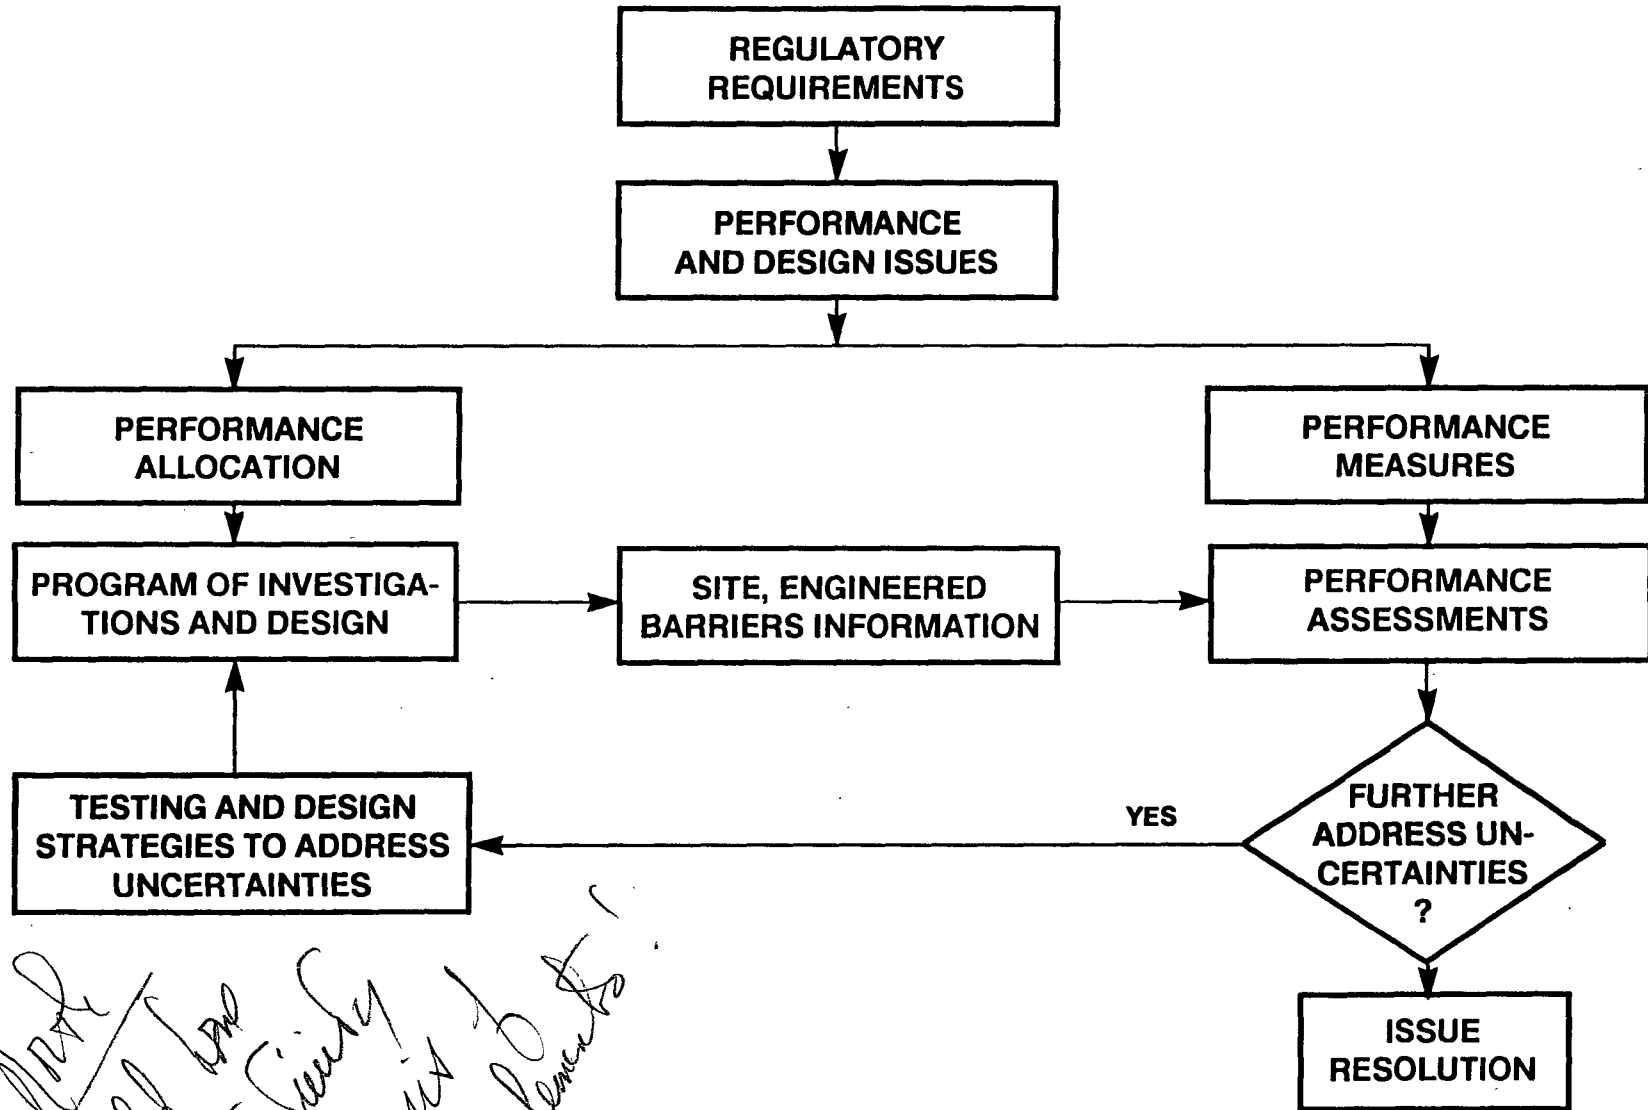 REGULATORY
REQUIREMENTS
PERFORMANCE
AND DESIGN ISSUES
PERFORMANCE
ALLOCATION
PERFORMANCE
MEASURES
PROGRAM OF INVESTIGA-
TIONS AND DESIGN
SITE, ENGINEERED
BARRIERS INFORMATION
PERFORMANCE
ASSESSMENTS
TESTING AND DESIGN
STRATEGIES TO ADDRESS
UNCERTAINTIES
YES
FURTHER
ADDRESS UN-
CERTAINTIES
?
ISSUE
RESOLUTION